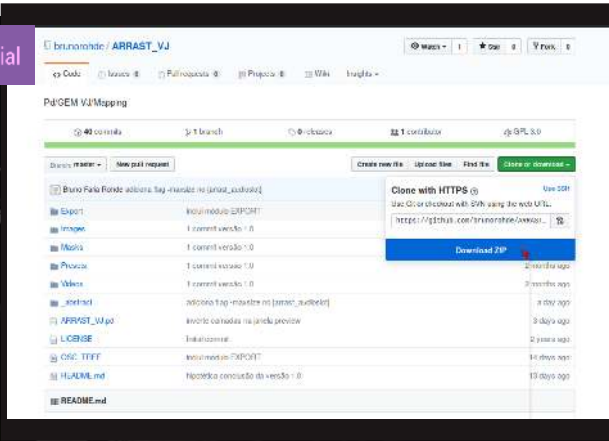 ial
brunorohde / ARRAST_VJ
Watch 1 Star 0 Fork 0
Code Issues 0 Pull requests 0 Projects 0 Wiki Insights
Pd/GEM VJ/Mapping
40 commits 1 branch 0 releases 1 contributor GPL-3.0
Branch: master New pull request Create new file Upload files Find file Clone or download
Bruno Faria Rohde adiciona flag -maxsize no [arrast_audioslot]
Clone with HTTPS Use SSH
Use Git or checkout with SVN using the web URL.
https://github.com/brunorohde/ARRAS…
Download ZIP
Export inclui modulo EXPORT
Images 1 commit versão 1.0
Masks 1 commit versão 1.0
Presets 1 commit versão 1.0 2 months ago
Videos 1 commit versão 1.0 2 months ago
_abstract adiciona flag -maxsize no [arrast_audioslot] a day ago
ARRAST_VJ.pd inverte camadas na janela preview 3 days ago
LICENSE Initial commit 2 years ago
OSC_TREE inclui modulo EXPORT 14 days ago
README.md hipotética conclusão da versão 1.0 13 days ago
README.md